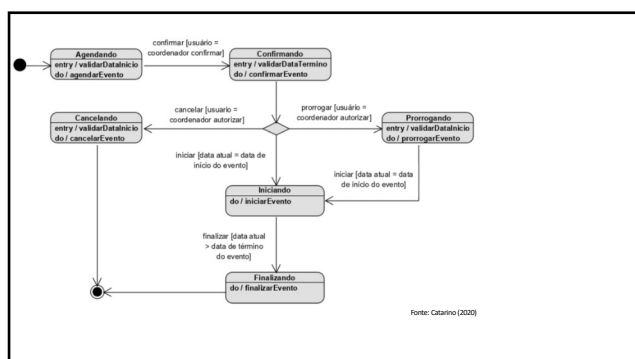 confirmar [usuário =
coordenador confirmar]
Agendando
entry / validarDataInicio
do / agendarEvento
Confirmando
entry / validarDataTermino
do / confirmarEvento
cancelar [usuario =
coordenador autorizar]
prorrogar [usuário =
coordenador autorizar]
Cancelando
entry / validarDataInicio
do / cancelarEvento
Prorrogando
entry / validarDataInicio
do / prorrogarEvento
iniciar [data atual = data de
início do evento]
iniciar [data atual = data
de início do evento]
Iniciando
do / iniciarEvento
finalizar [data atual
> data de término
do evento]
Finalizando
do / finalizarEvento
Fonte: Catarino (2020)